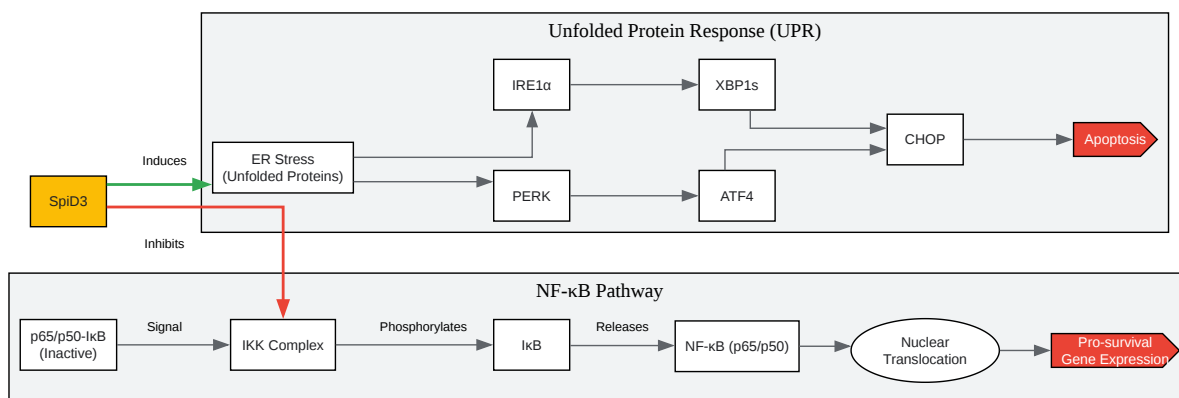 Unfolded Protein Response (UPR)
IRE1α
XBP1s
CHOP
Apoptosis
ER Stress
(Unfolded Proteins)
PERK
ATF4
Induces
SpiD3
Inhibits
NF-κB Pathway
p65/p50-IκB
(Inactive)
Signal
IKK Complex
Phosphorylates
IκB
Releases
NF-κB (p65/p50)
Nuclear
Translocation
Pro-survival
Gene Expression